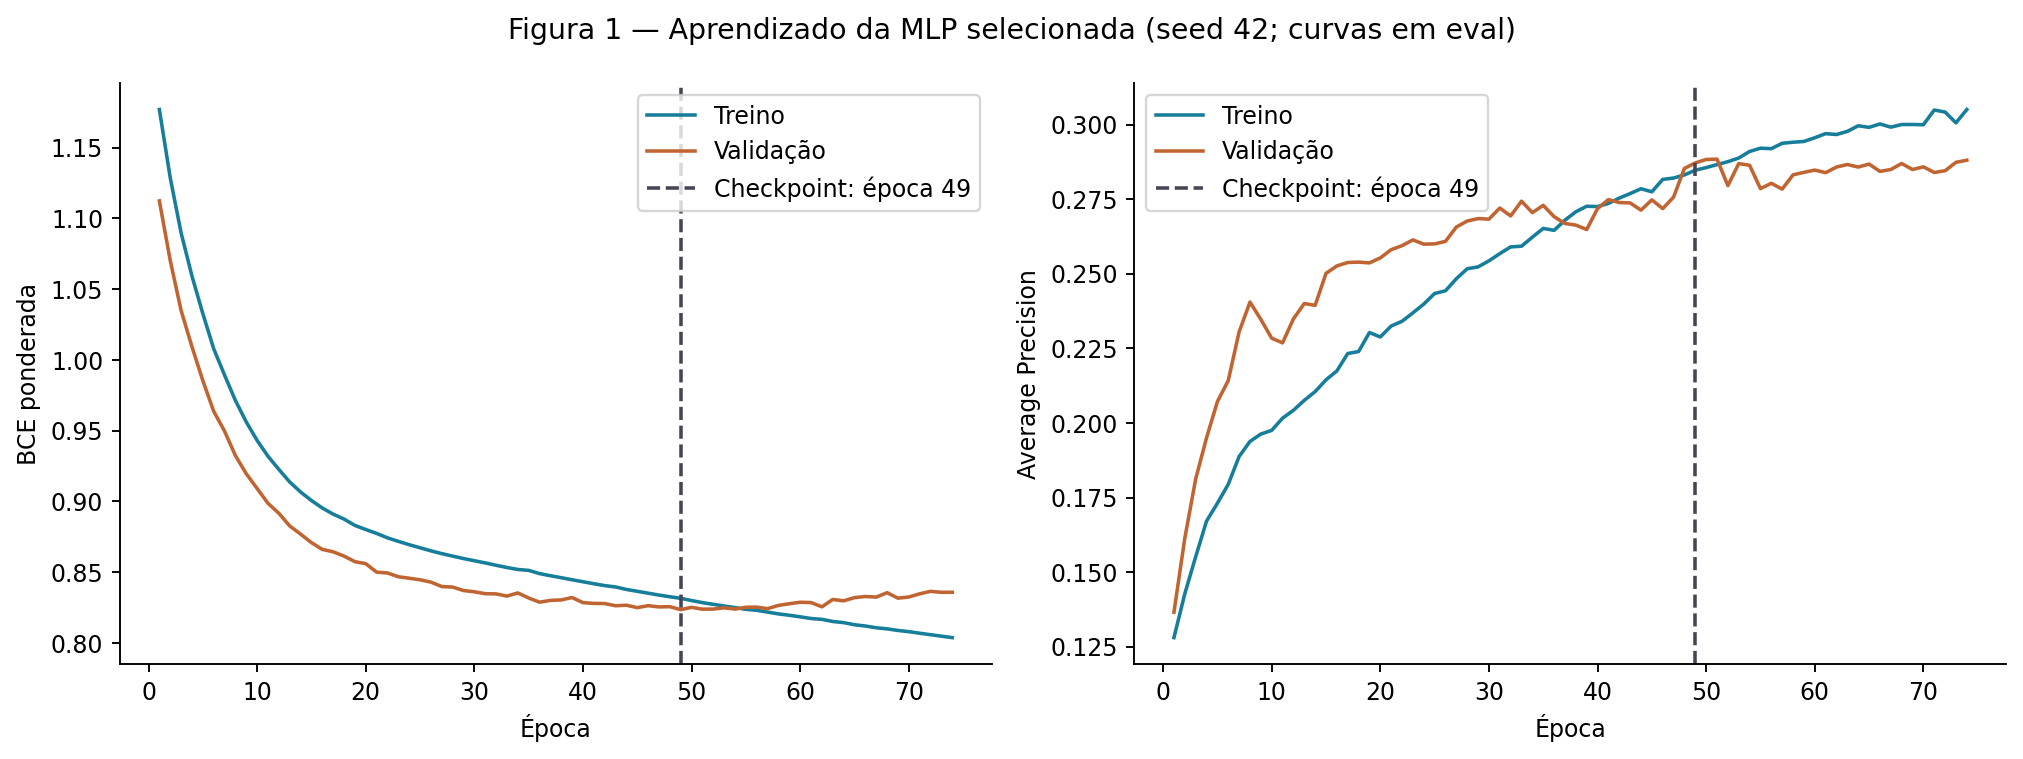 Figura 1 — Aprendizado da MLP selecionada (seed 42; curvas em eval)
BCE ponderada
1.15
1.10
1.05
1.00
0.95
0.90
0.85
0.80
0
10
20
30
40
50
60
70
Época
Treino
Validação
Checkpoint: época 49
Average Precision
0.300
0.275
0.250
0.225
0.200
0.175
0.150
0.125
0
10
20
30
40
50
60
70
Época
Treino
Validação
Checkpoint: época 49